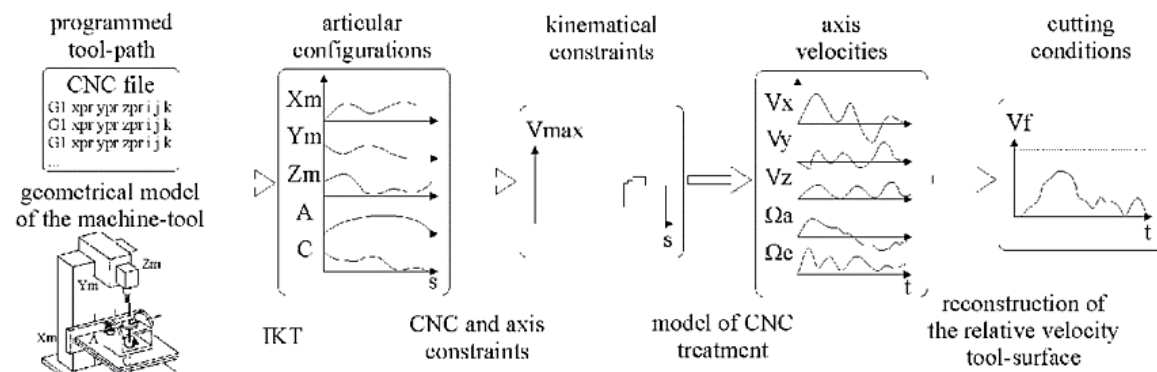 programmed
tool-path
CNC file
G1 xpr ypr zpr i j k
G1 xpr ypr zpr i j k
G1 xpr ypr zpr i j k
...
geometrical model
of the machine-tool
Zm
Ym
Xm
A
articular
configurations
Xm
Ym
Zm
A
C
s
IKT
kinematical
constraints
Vmax
s
CNC and axis
constraints
axis
velocities
Vx
Vy
Vz
Ωa
Ωc
t
model of CNC
treatment
cutting
conditions
Vf
t
reconstruction of
the relative velocity
tool-surface